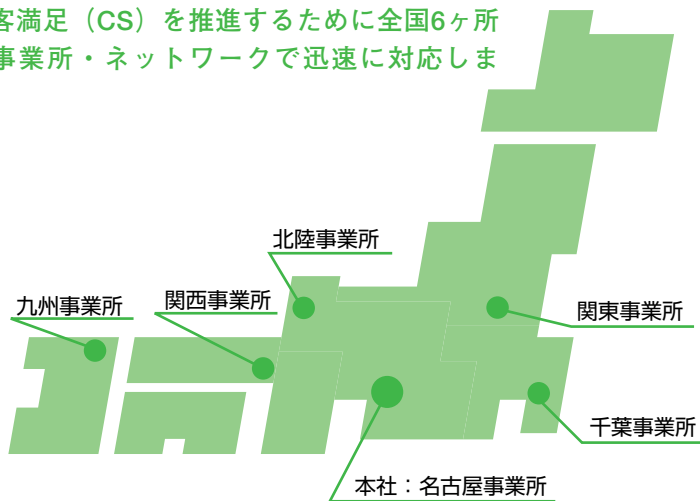 客満足（CS）を推進するために全国6ヶ所
事業所・ネットワークで迅速に対応しま
北陸事業所
九州事業所
関西事業所
関東事業所
千葉事業所
本社：名古屋事業所